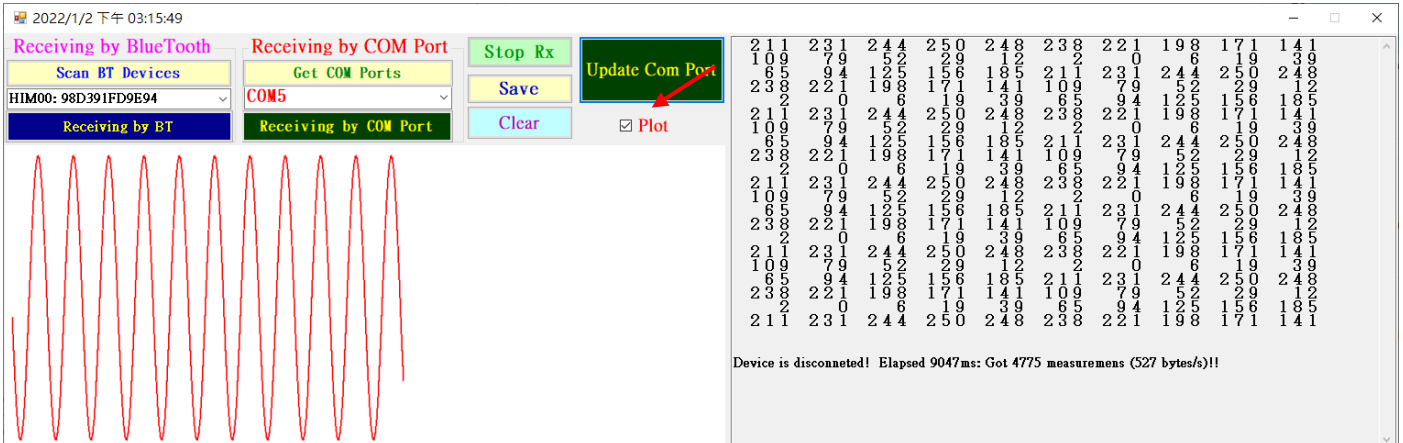 2022/1/2 下午 03:15:49
Receiving by BlueTooth
Scan BT Devices
HIM00: 98D391FD9E94
Receiving by BT
Receiving by COM Port
Get COM Ports
COM5
Receiving by COM Port
Stop Rx
Save
Clear
Update Com Port
Plot
211 231 244 250 248 238 221 198 171 141
109 79 52 29 12 2 0 6 19 39
65 94 125 156 185 211 231 244 250 248
238 221 198 171 141 109 79 52 29 12
2 0 6 19 39 65 94 125 156 185
211 231 244 250 248 238 221 198 171 141
109 79 52 29 12 2 0 6 19 39
65 94 125 156 185 211 231 244 250 248
238 221 198 171 141 109 79 52 29 12
2 0 6 19 39 65 94 125 156 185
211 231 244 250 248 238 221 198 171 141
109 79 52 29 12 2 0 6 19 39
65 94 125 156 185 211 231 244 250 248
238 221 198 171 141 109 79 52 29 12
2 0 6 19 39 65 94 125 156 185
211 231 244 250 248 238 221 198 171 141
109 79 52 29 12 2 0 6 19 39
65 94 125 156 185 211 231 244 250 248
238 221 198 171 141 109 79 52 29 12
2 0 6 19 39 65 94 125 156 185
211 231 244 250 248 238 221 198 171 141
Device is disconneted! Elapsed 9047ms: Got 4775 measuremens (527 bytes/s)!!